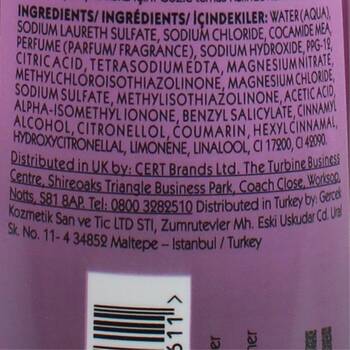 INGREDIENTS/ INGRÉDIENTS/ İÇİNDEKILER: WATER (AQUA),
SODIUM LAURETH SULFATE, SODIUM CHLORIDE, COCAMIDE MEA,
PERFUME (PARFUM/ FRAGRANCE), SODIUM HYDROXIDE, PPG-12,
CITRIC ACID, TETRASODIUM EDTA, MAGNESIUM NITRATE,
METHYLCHLOROISOTHIAZOLINONE, MAGNESIUM CHLORIDE,
SODIUM SULFATE, METHYLISOTHIAZOLINONE, ACETIC ACID,
ALPHA-ISOMETHYL IONONE, BENZYL SALICYLATE, CINNAMYL
ALCOHOL, CITRONELLOL, COUMARIN, HEXYL CINNAMAL,
HYDROXYCITRONELLAL, LIMONENE, LINALOOL, CI 17200, CI 42090.
Distributed in UK by: CERT Brands Ltd. The Turbine Business
Centre, Shireoaks Triangle Business Park, Coach Close, Worksop,
Notts, S81 8AP. Tel: 0800 3282510 Distributed in Turkey by: Gercek
Kozmetik San ve Tic LTD STI, Zumrutevler Mh. Eski Uskudar Cd. Ural
Sk. No. 11- 4 34852 Maltepe - Istanbul / Turkey